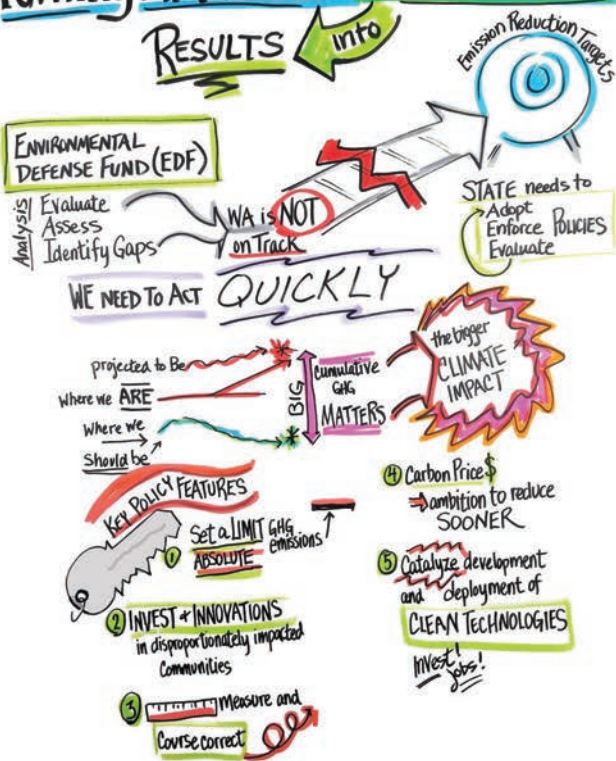 into
RESULTS
Emission Reduction Targets
ENVIRONMENTAL
DEFENSE FUND (EDF)
Analysis
Evaluate
Assess
Identify Gaps
WA is NOT
on Track
STATE needs to
Adopt
Enforce POLICIES
Evaluate
WE NEED TO ACT QUICKLY
projected to Be
Where we ARE
Where we
Should be
BIG
Cumulative
GHG
MATTERS
the bigger
CLIMATE
IMPACT
KEY POLICY FEATURES
1 Set a LIMIT GHG
ABSOLUTE emissions
2 INVEST + INNOVATIONS
in disproportionately impacted
Communities
3 Measure and
Course correct
4 Carbon Price $
ambition to reduce
SOONER
5 Catalyze development
and deployment of
CLEAN TECHNOLOGIES
Invest!
jobs!